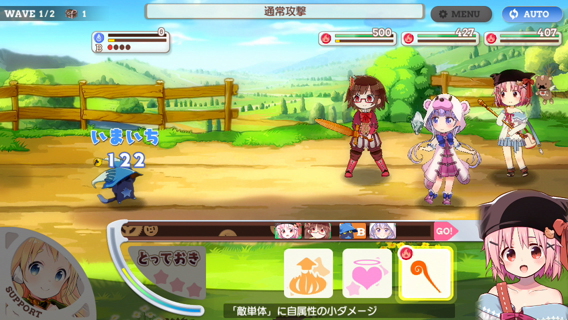 WAVE 1/2 1
通常攻撃
MENU
AUTO
0
B
500
427
407
いまいち
122
B
GO!
とっておき
SUPPORT
「敵単体」に自属性の小ダメージ